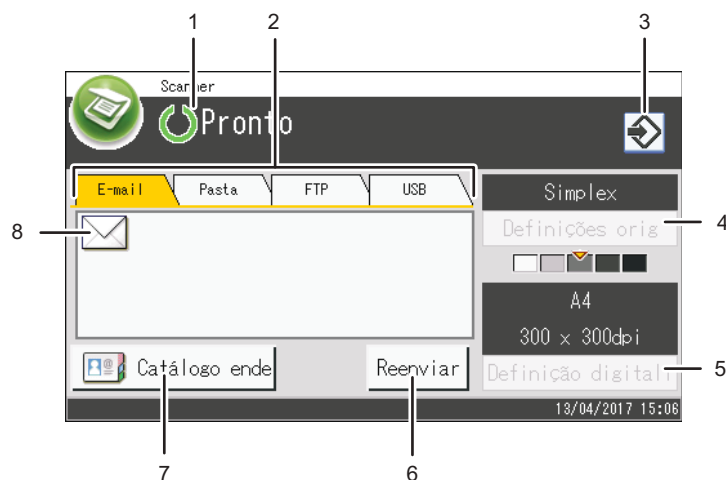 1 2 3
Scanner
Pronto
E-mail Pasta FTP USB
Simplex
8
Definições orig 4
A4
300 x 300dpi
Catálogo ende Reenviar Definição digitali 5
13/04/2017 15:06
7 6